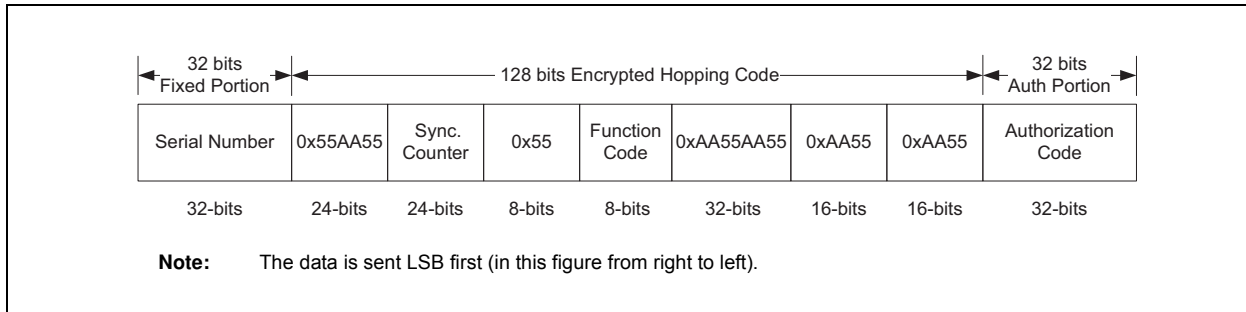 32 bits
Fixed Portion
128 bits Encrypted Hopping Code
32 bits
Auth Portion
Serial Number
0x55AA55
Sync.
Counter
0x55
Function
Code
0xAA55AA55
0xAA55
0xAA55
Authorization
Code
32-bits
24-bits
24-bits
8-bits
8-bits
32-bits
16-bits
16-bits
32-bits
Note: The data is sent LSB first (in this figure from right to left).